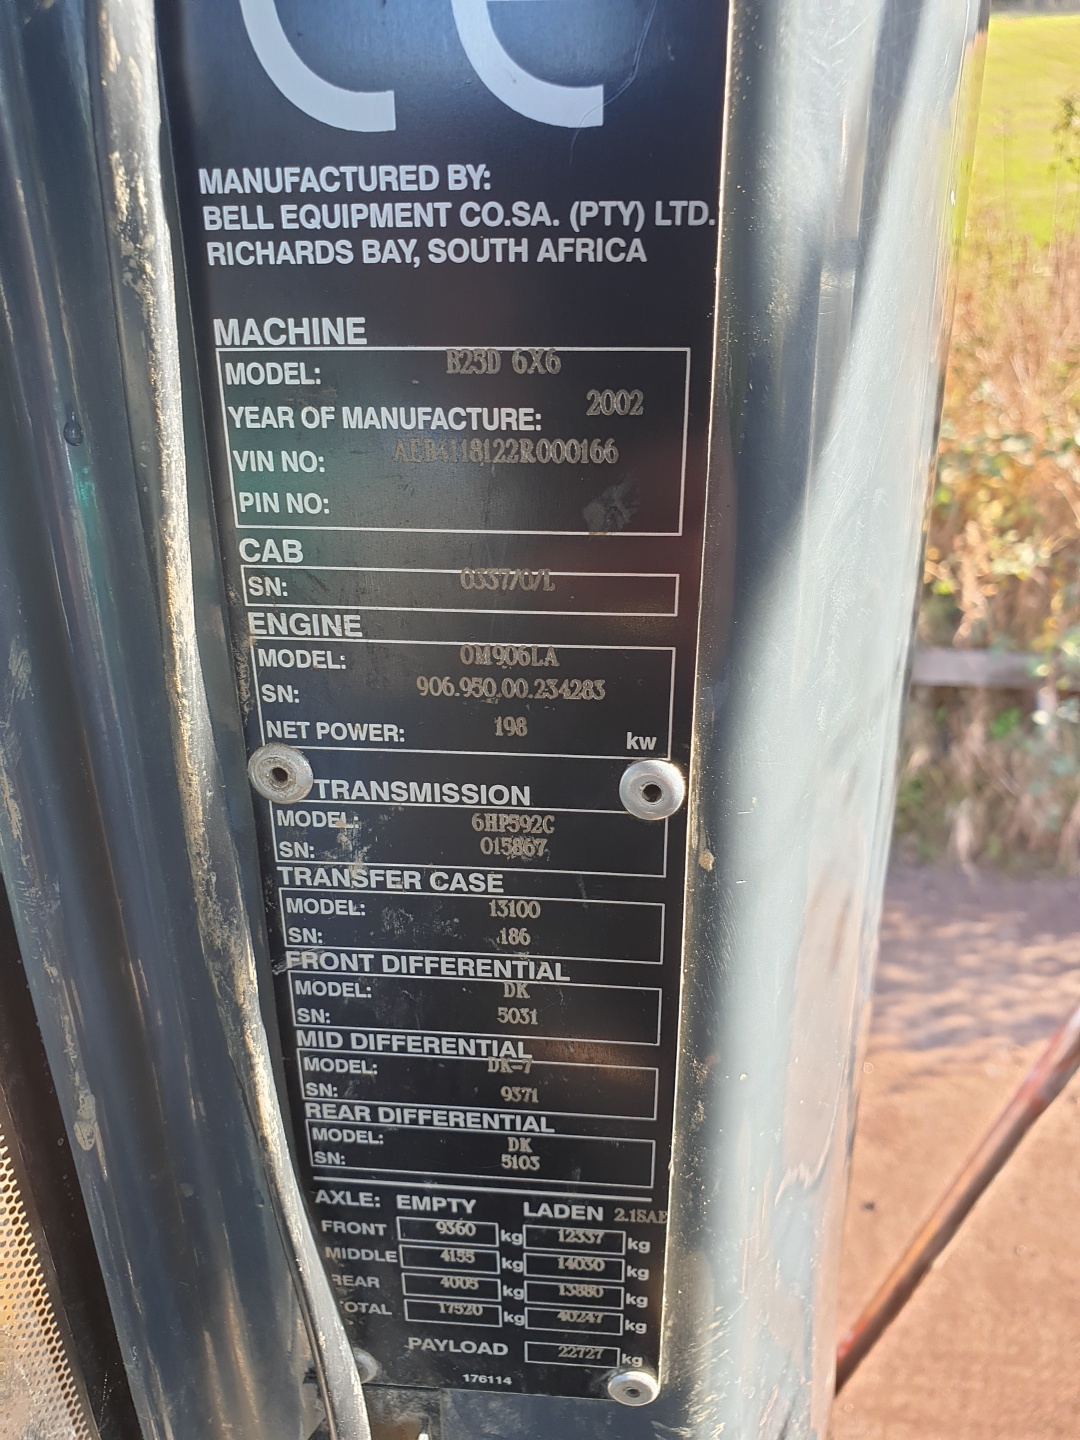 CE
MANUFACTURED BY:
BELL EQUIPMENT CO.SA. (PTY) LTD.
RICHARDS BAY, SOUTH AFRICA
MACHINE
MODEL: B25D 6X6
YEAR OF MANUFACTURE: 2002
VIN NO: AEB4118122R000166
PIN NO:
CAB
SN: 0337/0/L
ENGINE
MODEL: OM906LA
SN: 906.950.00.234283
NET POWER: 198 kw
TRANSMISSION
MODEL: 6HP592C
SN: 015867
TRANSFER CASE
MODEL: 13100
SN: 186
FRONT DIFFERENTIAL
MODEL: DK
SN: 5031
MID DIFFERENTIAL
MODEL: DK-7
SN: 9371
REAR DIFFERENTIAL
MODEL: DK
SN: 5103
AXLE: EMPTY LADEN
FRONT 9360 kg 12337 kg
MIDDLE 4155 kg 14030 kg
REAR 4005 kg 13880 kg
OTAL 17520 kg 40247 kg
PAYLOAD 22727 kg
176114